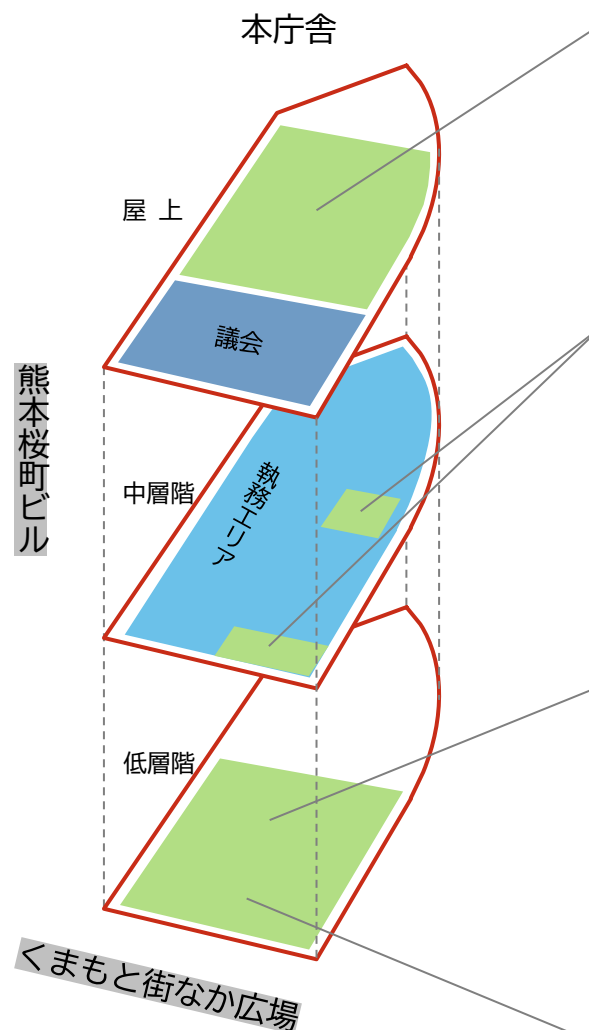 本庁舎
屋 上
議会
熊本桜町ビル
中層階
執務エリア
低層階
くまもと街なか広場